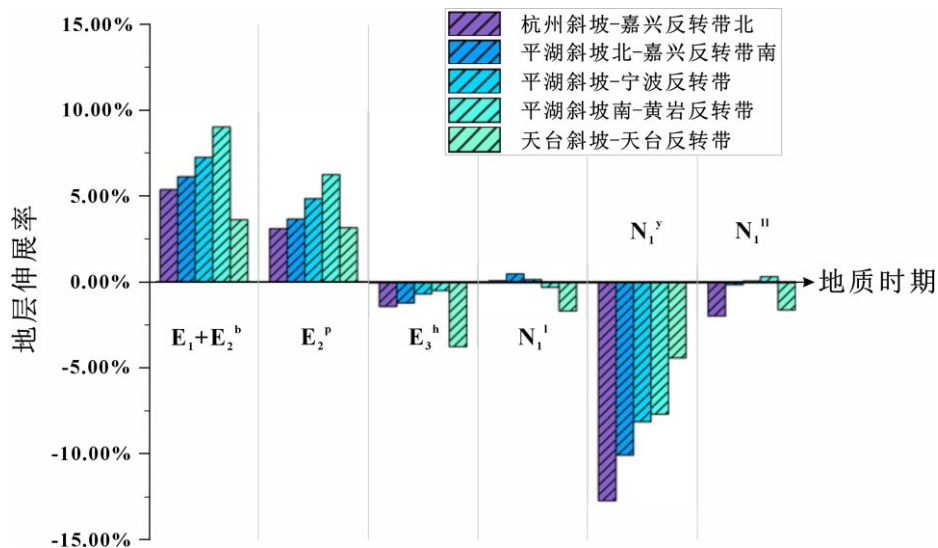 15.00%
10.00%
5.00%
0.00%
-5.00%
-10.00%
-15.00%
地层伸展率
杭州斜坡-嘉兴反转带北
平湖斜坡北-嘉兴反转带南
平湖斜坡-宁波反转带
平湖斜坡南-黄岩反转带
天台斜坡-天台反转带
N₁ʸ
N₁ˡˡ
地质时期
E₁+E₂ᵇ
E₂ᵖ
E₃ʰ
N₁ˡ